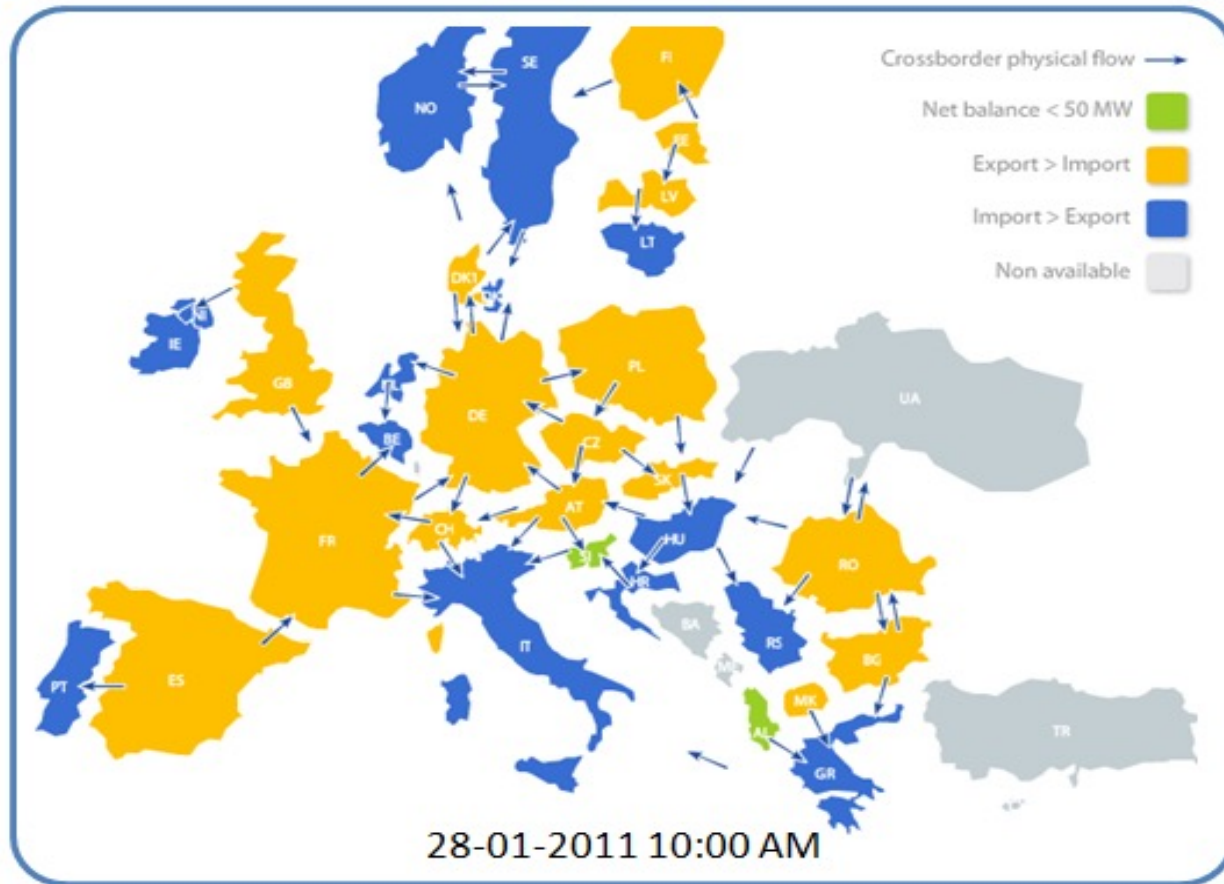 Crossborder physical flow
Net balance < 50 MW
Export > Import
Import > Export
Non available
FI
SE
NO
EE
LV
LT
DK1
NI
IE
GB
PL
UA
DE
BE
CZ
SK
AT
CH
FR
HU
SI
HR
RO
BA
RS
IT
BG
ES
PT
MK
AL
TR
GR
28-01-2011 10:00 AM